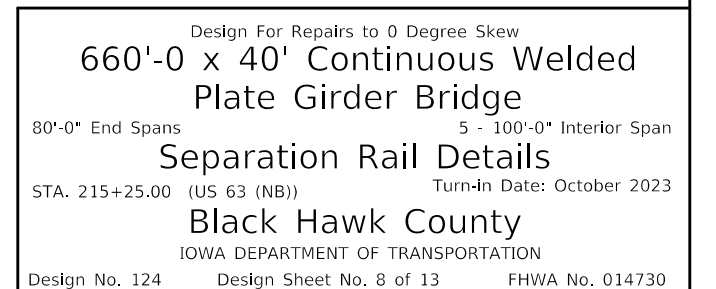 Design For Repairs to 0 Degree Skew
660'-0 x 40' Continuous Welded
Plate Girder Bridge
80'-0" End Spans 5 - 100'-0" Interior Span
Separation Rail Details
STA. 215+25.00 (US 63 (NB)) Turn-in Date: October 2023
Black Hawk County
IOWA DEPARTMENT OF TRANSPORTATION
Design No. 124 Design Sheet No. 8 of 13 FHWA No. 014730